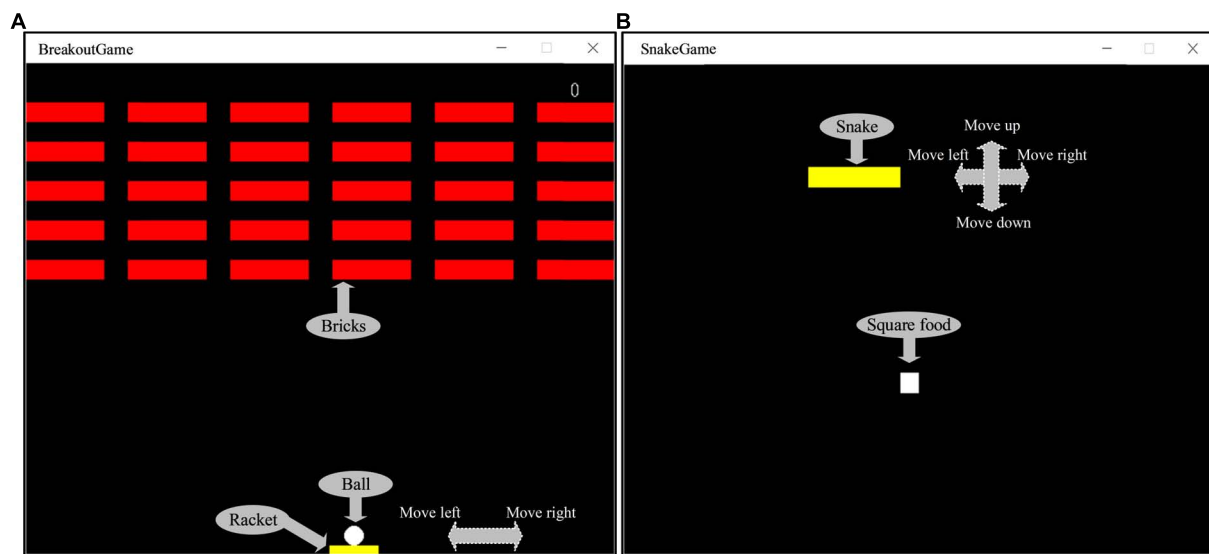 A
BreakoutGame
0
Bricks
Ball
Racket
Move left
Move right
B
SnakeGame
Snake
Move up
Move left
Move right
Move down
Square food